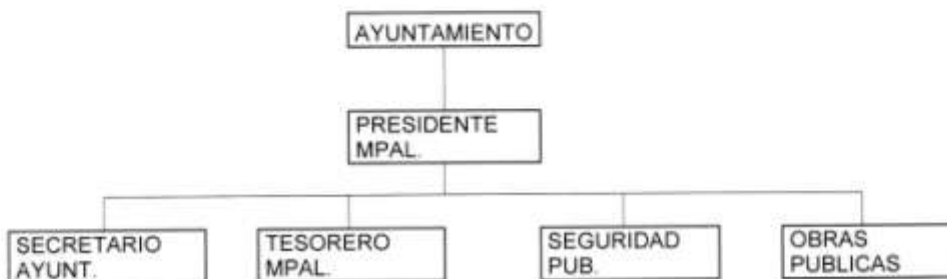 AYUNTAMIENTO
PRESIDENTE
MPAL.
SECRETARIO
AYUNT.
TESORERO
MPAL.
SEGURIDAD
PUB.
OBRAS
PUBLICAS